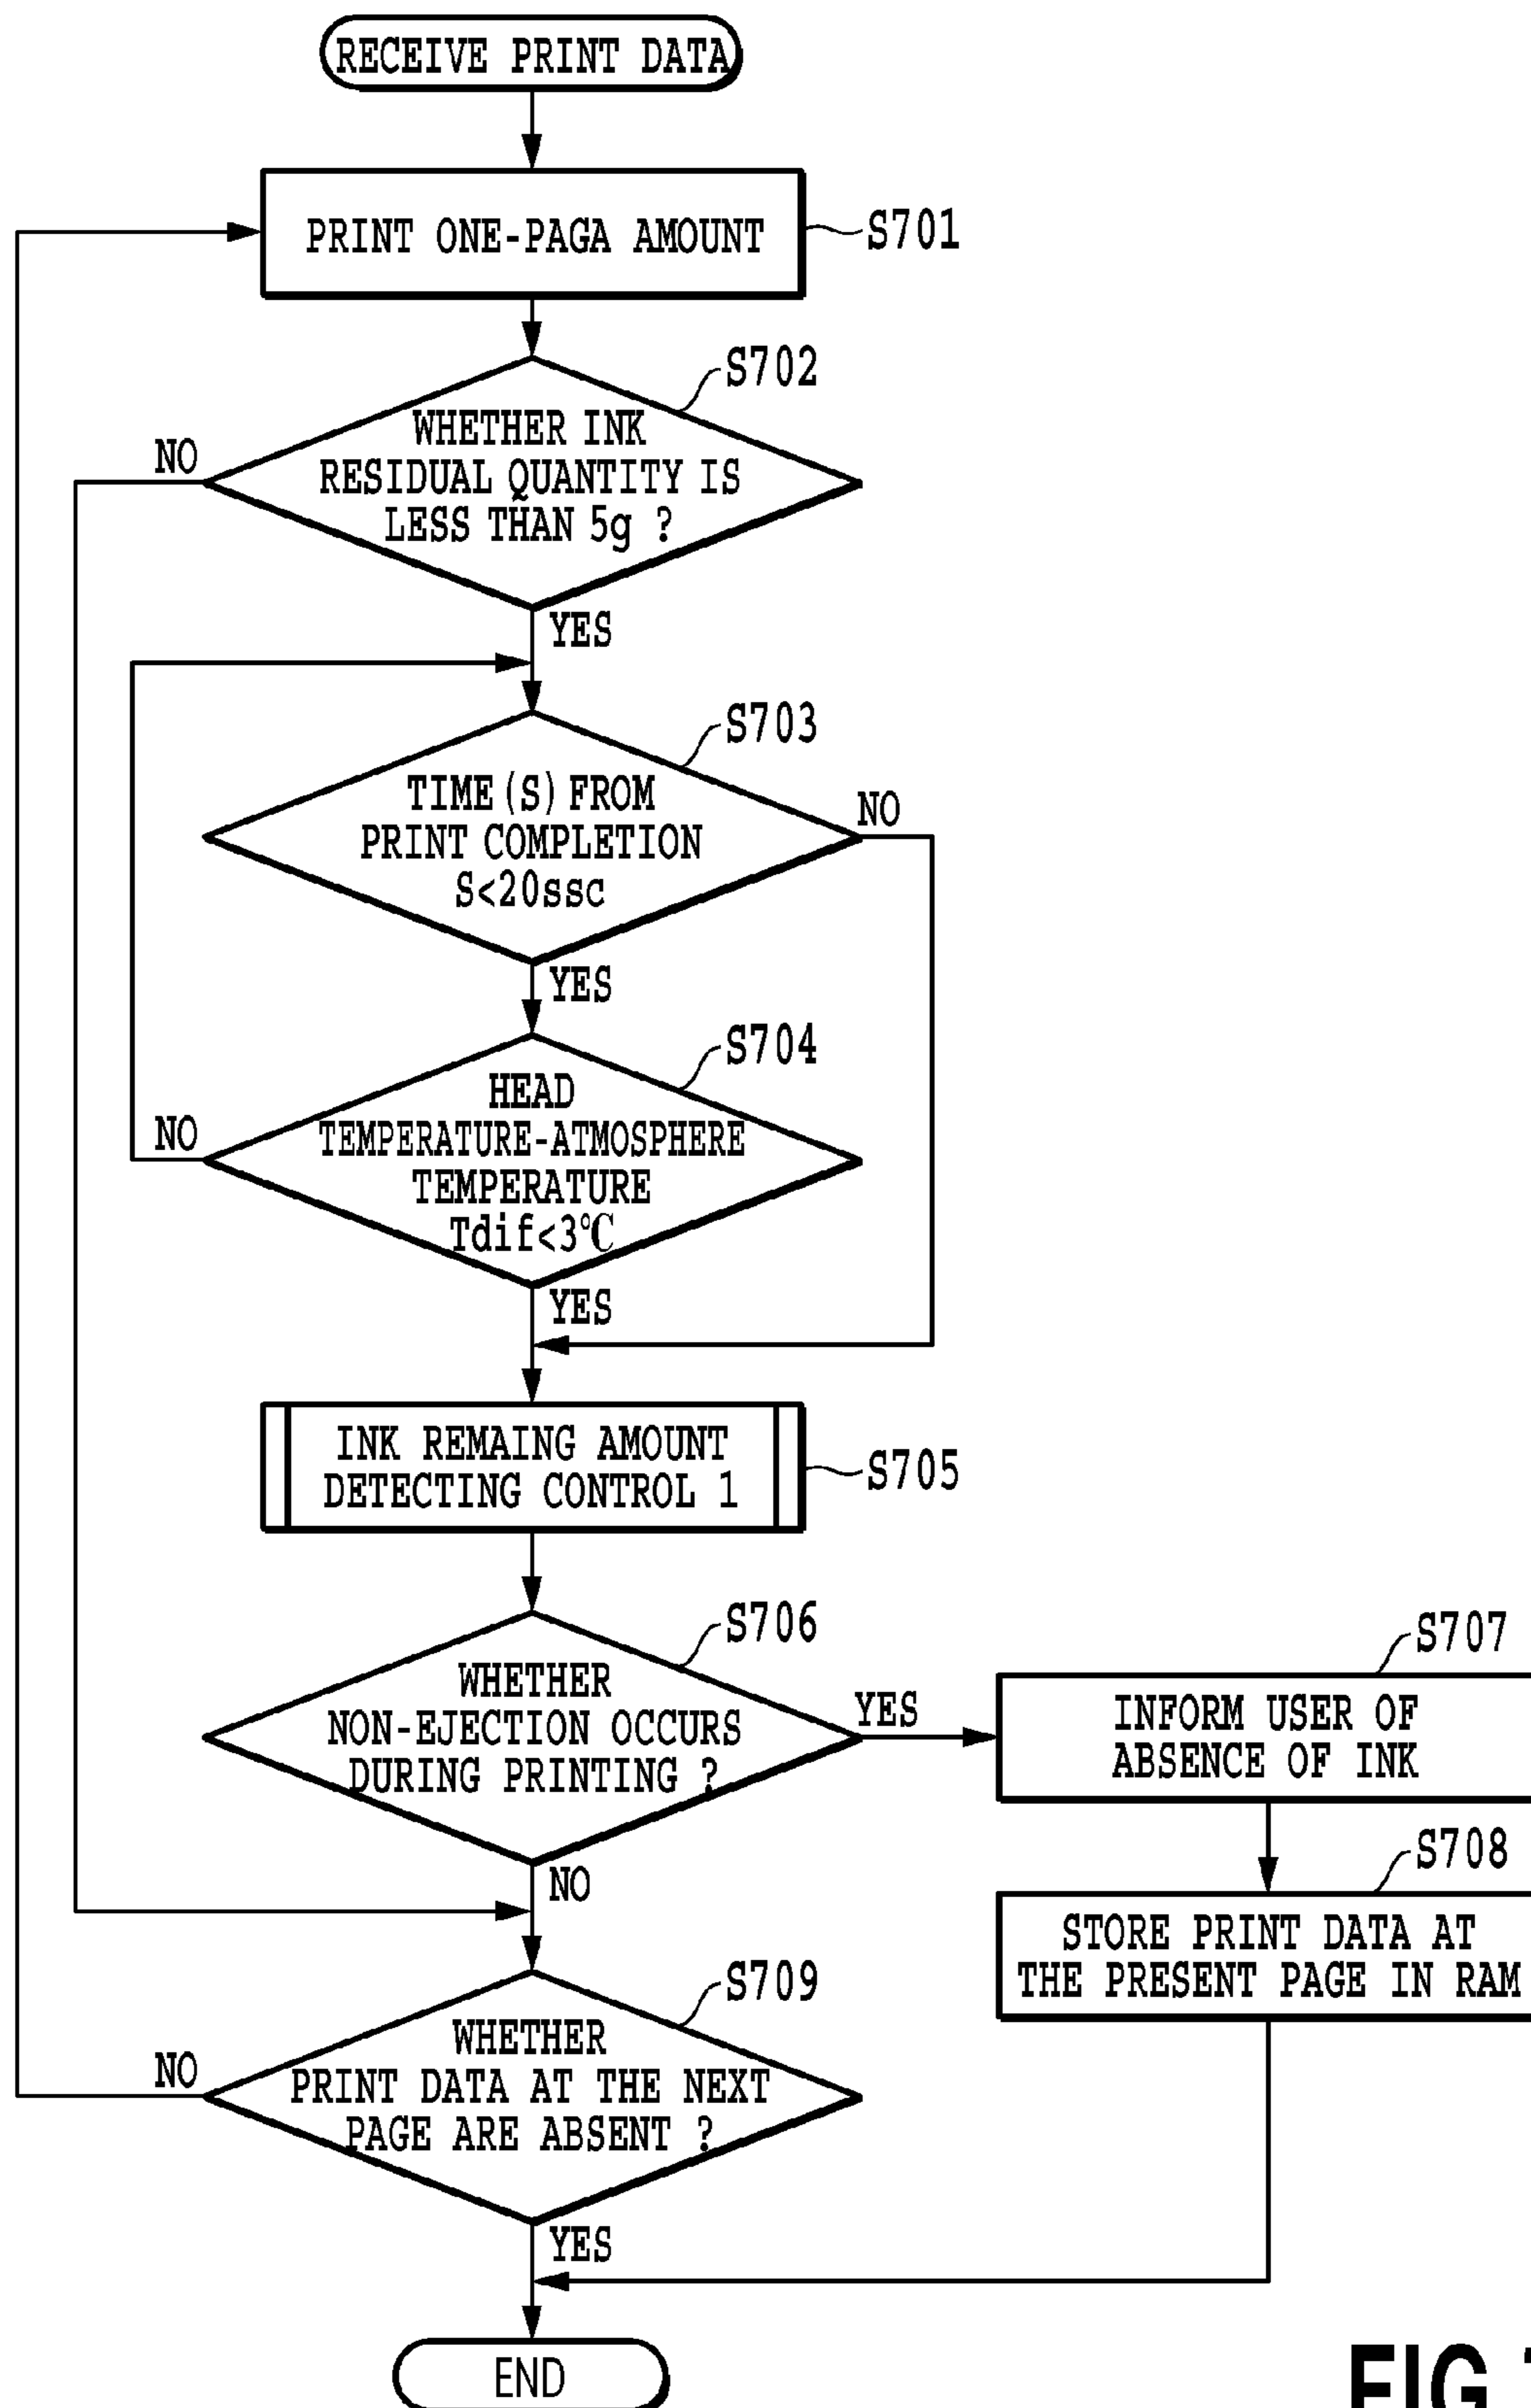 RECEIVE PRINT DATA
PRINT ONE-PAGA AMOUNT
S701
S702
WHETHER INK
RESIDUAL QUANTITY IS
LESS THAN 5g ?
NO
YES
S703
TIME(S) FROM
PRINT COMPLETION
S<20ssc
NO
YES
S704
HEAD
TEMPERATURE-ATMOSPHERE
TEMPERATURE
Tdif<3℃
NO
YES
INK REMAING AMOUNT
DETECTING CONTROL 1
S705
S706
WHETHER
NON-EJECTION OCCURS
DURING PRINTING ?
YES
NO
S707
INFORM USER OF
ABSENCE OF INK
S708
STORE PRINT DATA AT
THE PRESENT PAGE IN RAM
S709
WHETHER
PRINT DATA AT THE NEXT
PAGE ARE ABSENT ?
NO
YES
END
FIG